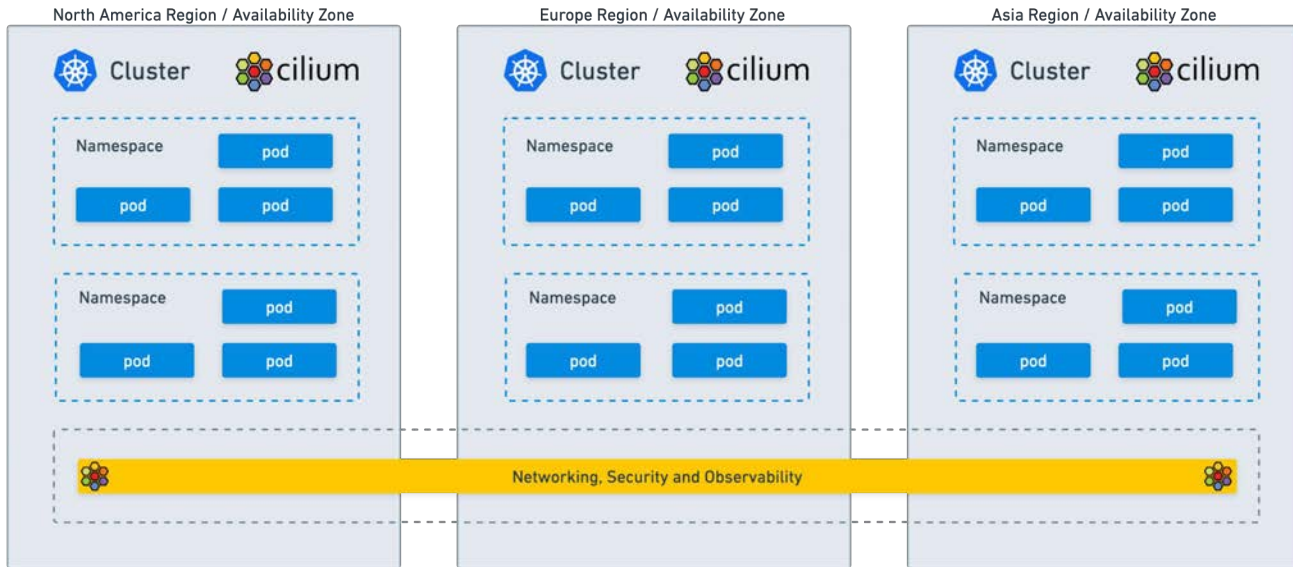 North America Region / Availability Zone
Cluster
cilium
Namespace
pod
pod
pod
Namespace
pod
pod
pod
Europe Region / Availability Zone
Cluster
cilium
Namespace
pod
pod
pod
Namespace
pod
pod
pod
Asia Region / Availability Zone
Cluster
cilium
Namespace
pod
pod
pod
Namespace
pod
pod
pod
Networking, Security and Observability